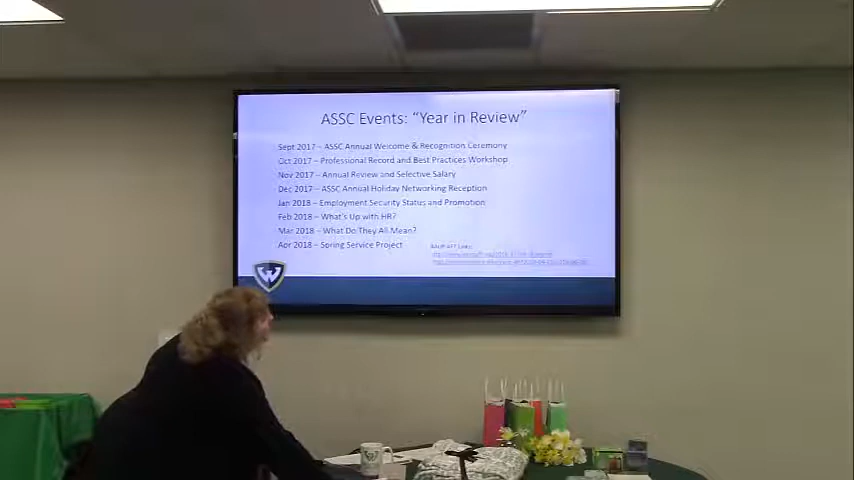 ASSC Events: "Year in Review"
Sept 2017 – ASSC Annual Welcome & Recognition Ceremony
Oct 2017 – Professional Record and Best Practices Workshop
Nov 2017 – Annual Review and Selective Salary
Dec 2017 – ASSC Annual Holiday Networking Reception
Jan 2018 – Employment Security Status and Promotion
Feb 2018 – What's Up with HR?
Mar 2018 – What Do They All Mean?
Apr 2018 – Spring Service Project
AAUP-AFT Links:
W